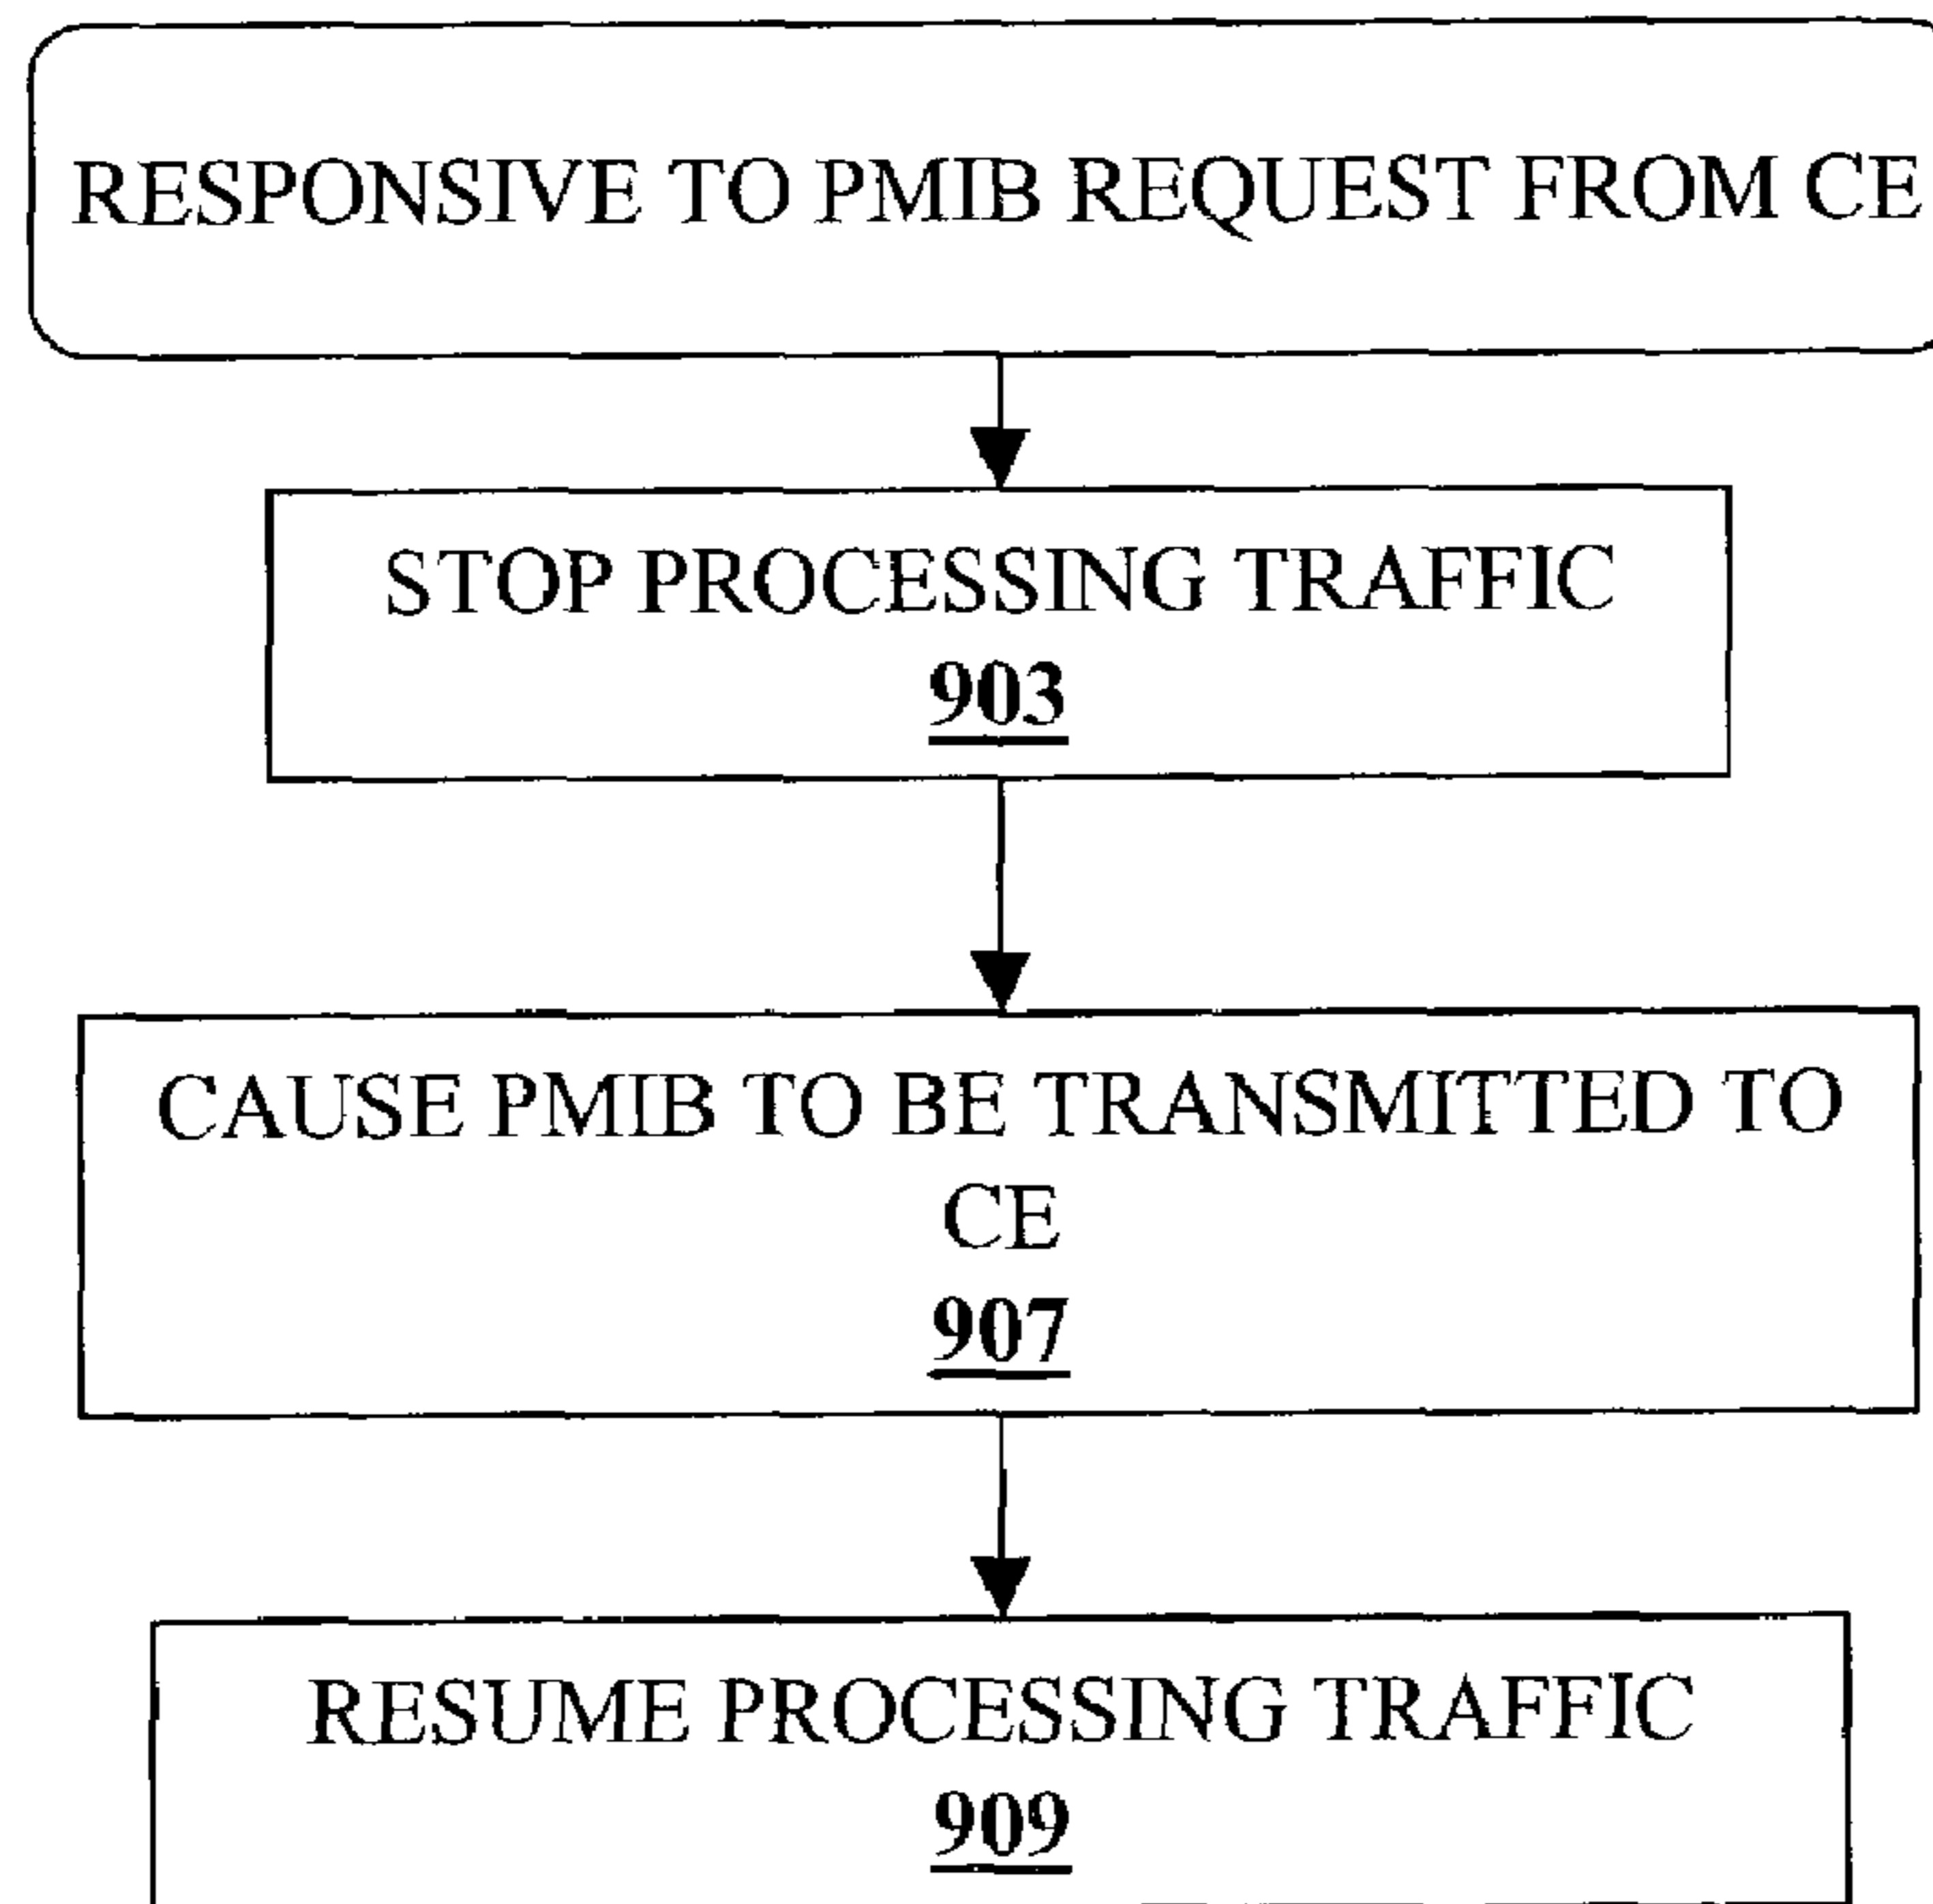 RESPONSIVE TO PMIB REQUEST FROM CE
STOP PROCESSING TRAFFIC
903
CAUSE PMIB TO BE TRANSMITTED TO
CE
907
RESUME PROCESSING TRAFFIC
909